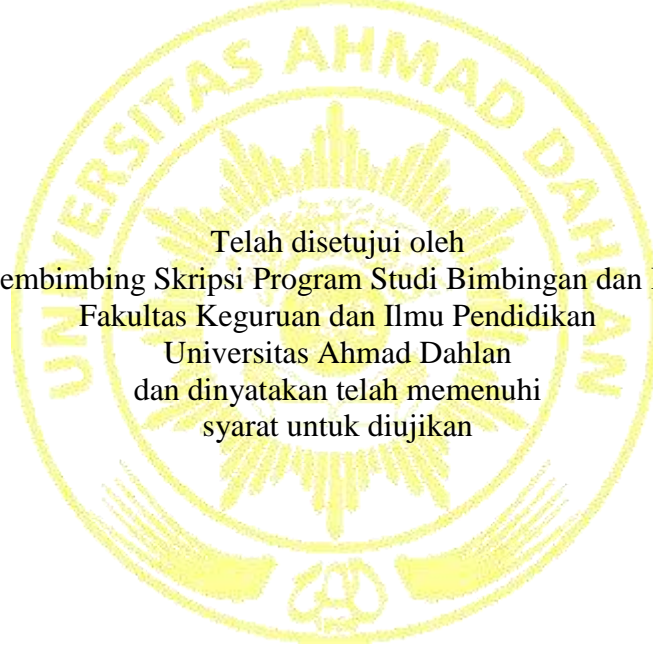 UNIVERSITAS AHMAD DAHLAN
Telah disetujui oleh
embimbing Skripsi Program Studi Bimbingan dan
Fakultas Keguruan dan Ilmu Pendidikan
Universitas Ahmad Dahlan
dan dinyatakan telah memenuhi
syarat untuk diujikan